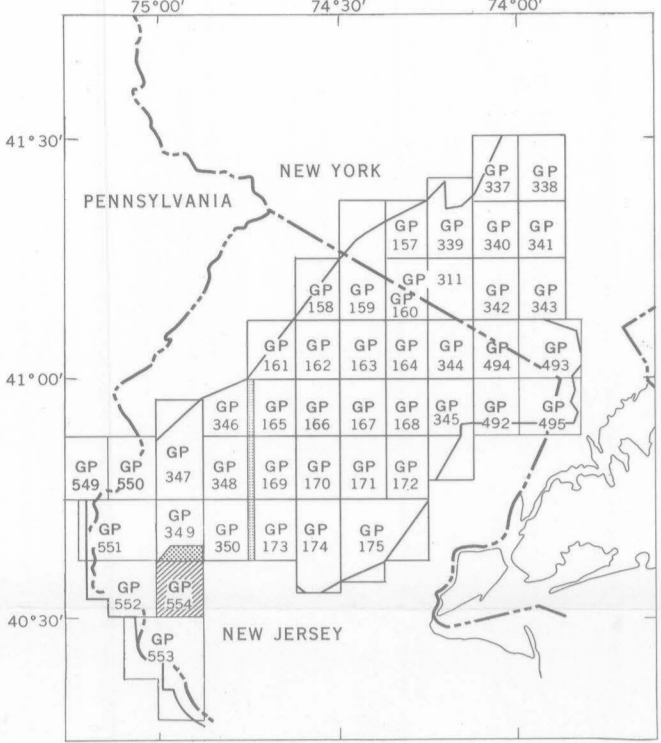 75°00' 74°30' 74°00'
41°30'
NEW YORK
PENNSYLVANIA
GP 337
GP 338
GP 157
GP 339
GP 340
GP 341
GP 158
GP 159
GP 160
GP 311
GP 342
GP 343
41°00'
GP 161
GP 162
GP 163
GP 164
GP 344
GP 494
GP 493
GP 346
GP 165
GP 166
GP 167
GP 168
GP 345
GP 492
GP 495
GP 549
GP 550
GP 347
GP 348
GP 169
GP 170
GP 171
GP 172
GP 551
GP 349
GP 350
GP 173
GP 174
GP 175
GP 552
GP 554
40°30'
NEW JERSEY
GP 553